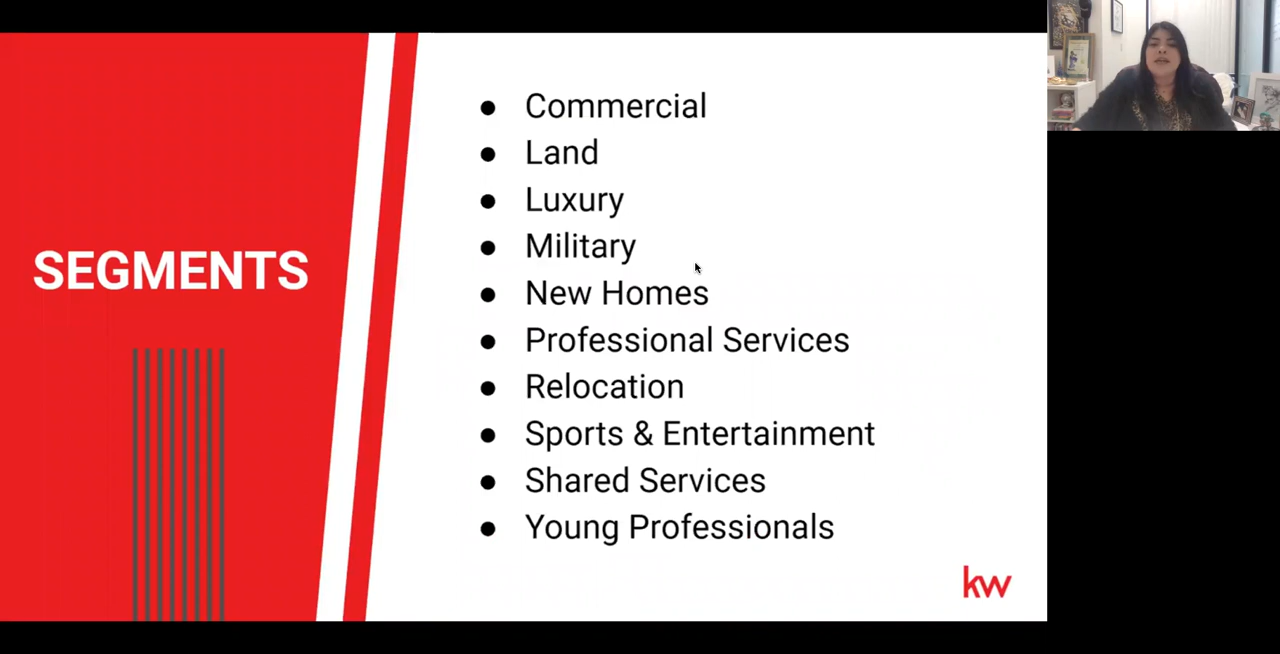 SEGMENTS
● Commercial
● Land
● Luxury
● Military
● New Homes
● Professional Services
● Relocation
● Sports & Entertainment
● Shared Services
● Young Professionals
kw